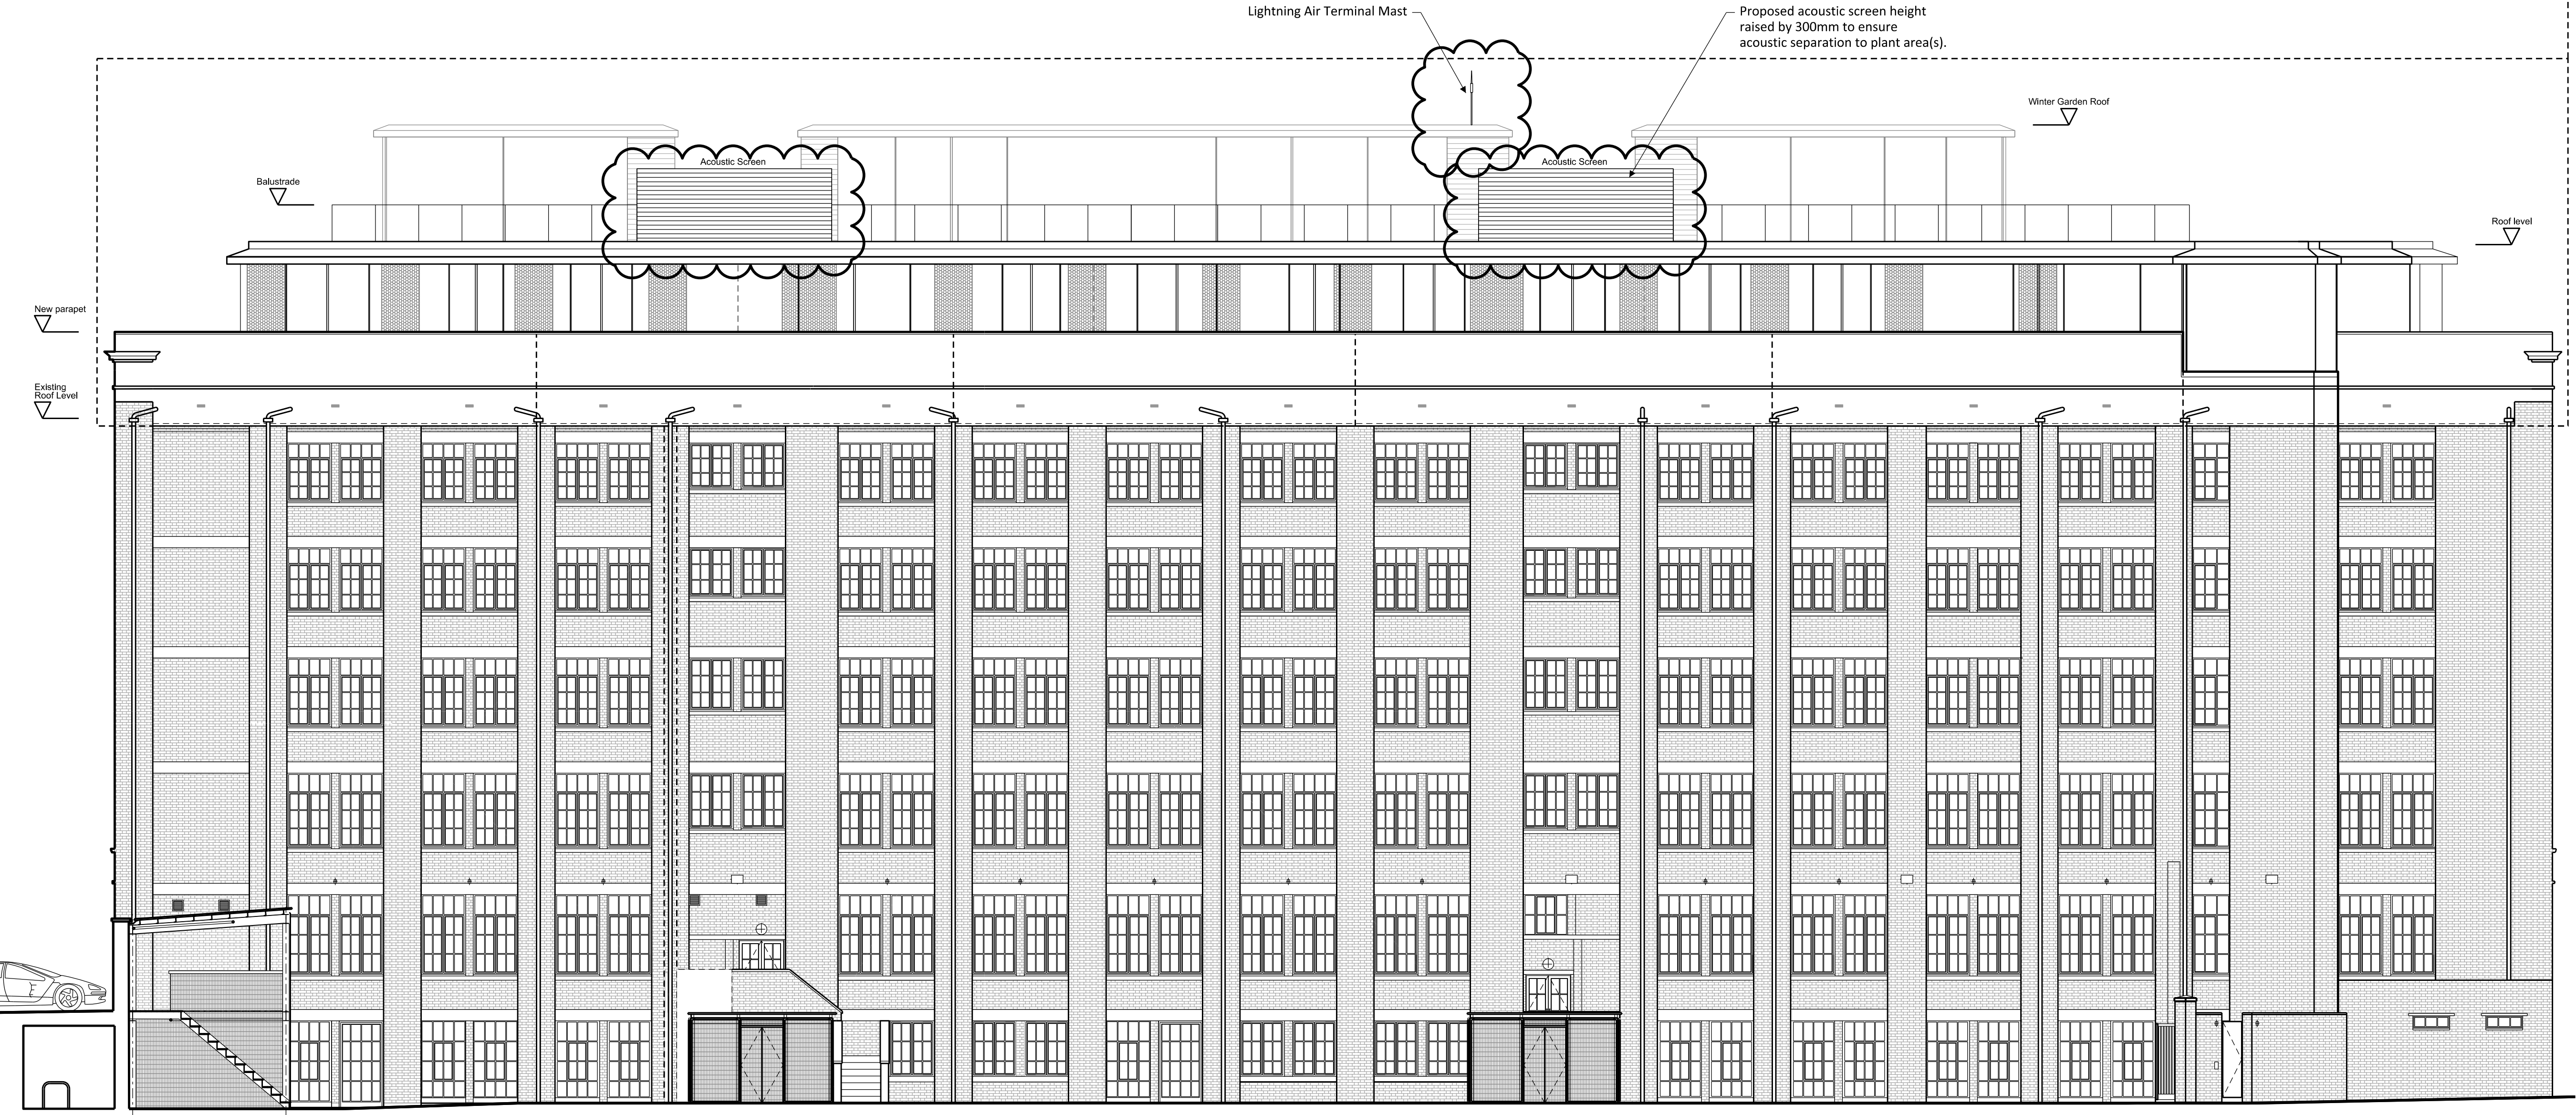 Lightning Air Terminal Mast
Proposed acoustic screen height
raised by 300mm to ensure
acoustic separation to plant area(s).
Winter Garden Roof
Acoustic Screen
Acoustic Screen
Balustrade
Roof level
New parapet
Existing
Roof Level